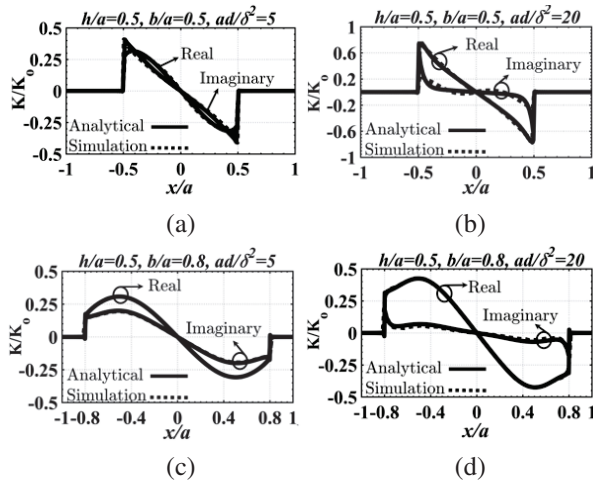 h/a=0.5, b/a=0.5, ad/δ²=5
K/Kₒ
0.5
0.25
0
-0.25
-0.5
Real
Imaginary
Analytical
Simulation
-1 -0.5 0 0.5 1
x/a
(a)
h/a=0.5, b/a=0.5, ad/δ²=20
K/Kₒ
1
0.6
0.2
-0.2
-0.6
-1
Real
Imaginary
Analytical
Simulation
-1 -0.5 0 0.5 1
x/a
(b)
h/a=0.5, b/a=0.8, ad/δ²=5
K/Kₒ
0.5
0.25
0
-0.25
-0.5
Real
Imaginary
Analytical
Simulation
-1 -0.8 -0.4 0 0.4 0.8 1
x/a
(c)
h/a=0.5, b/a=0.8, ad/δ²=20
K/Kₒ
0.5
0.25
0
-0.25
-0.5
Real
Imaginary
Analytical
Simulation
-1 -0.8 -0.4 0 0.4 0.8 1
x/a
(d)